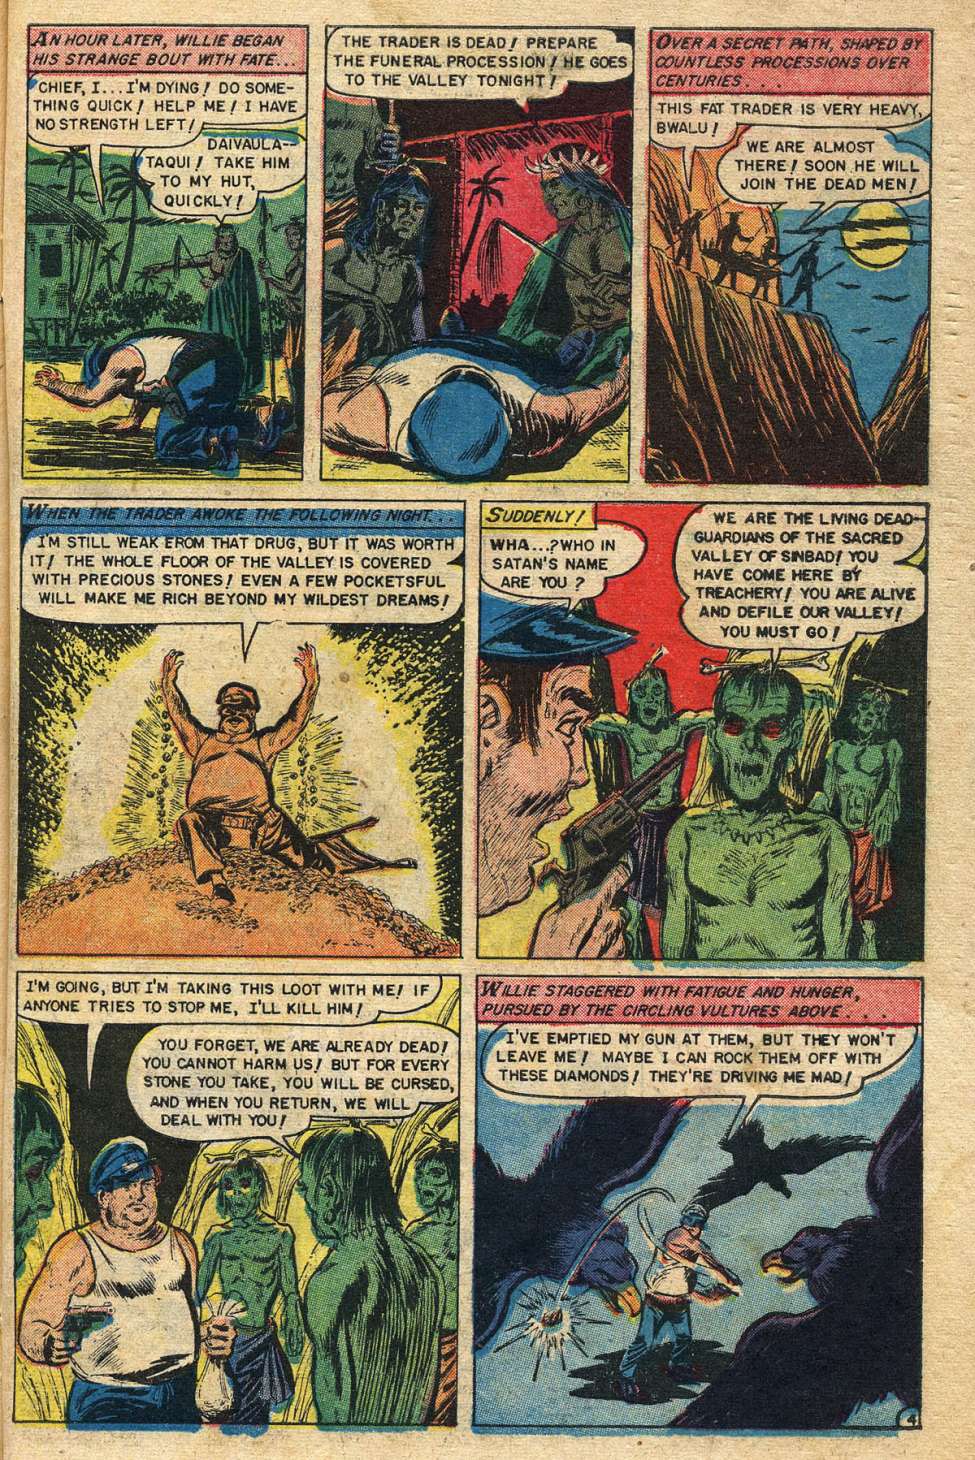 AN HOUR LATER, WILLIE BEGAN
HIS STRANGE BOUT WITH FATE...
CHIEF, I...I'M DYING! DO SOME-
THING QUICK! HELP ME! I HAVE
NO STRENGTH LEFT!
DAIVAULA--
TAQUI! TAKE HIM
TO MY HUT,
QUICKLY!
THE TRADER IS DEAD! PREPARE
THE FUNERAL PROCESSION! HE GOES
TO THE VALLEY TONIGHT!
OVER A SECRET PATH, SHAPED BY
COUNTLESS PROCESSIONS OVER
CENTURIES....
THIS FAT TRADER IS VERY HEAVY,
BWALU!
WE ARE ALMOST
THERE! SOON HE WILL
JOIN THE DEAD MEN!
WHEN THE TRADER AWOKE THE FOLLOWING NIGHT...
I'M STILL WEAK FROM THAT DRUG, BUT IT WAS WORTH
IT! THE WHOLE FLOOR OF THE VALLEY IS COVERED
WITH PRECIOUS STONES! EVEN A FEW POCKETSFUL
WILL MAKE ME RICH BEYOND MY WILDEST DREAMS!
SUDDENLY!
WHA...? WHO IN
SATAN'S NAME
ARE YOU?
WE ARE THE LIVING DEAD--
GUARDIANS OF THE SACRED
VALLEY OF SINBAD! YOU
HAVE COME HERE BY
TREACHERY! YOU ARE ALIVE
AND DEFILE OUR VALLEY!
YOU MUST GO!
I'M GOING, BUT I'M TAKING THIS LOOT WITH ME! IF
ANYONE TRIES TO STOP ME, I'LL KILL HIM!
YOU FORGET, WE ARE ALREADY DEAD!
YOU CANNOT HARM US! BUT FOR EVERY
STONE YOU TAKE, YOU WILL BE CURSED,
AND WHEN YOU RETURN, WE WILL
DEAL WITH YOU!
WILLIE STAGGERED WITH FATIGUE AND HUNGER,
PURSUED BY THE CIRCLING VULTURES ABOVE....
I'VE EMPTIED MY GUN AT THEM, BUT THEY WON'T
LEAVE ME! MAYBE I CAN ROCK THEM OFF WITH
THESE DIAMONDS! THEY'RE DRIVING ME MAD!
4